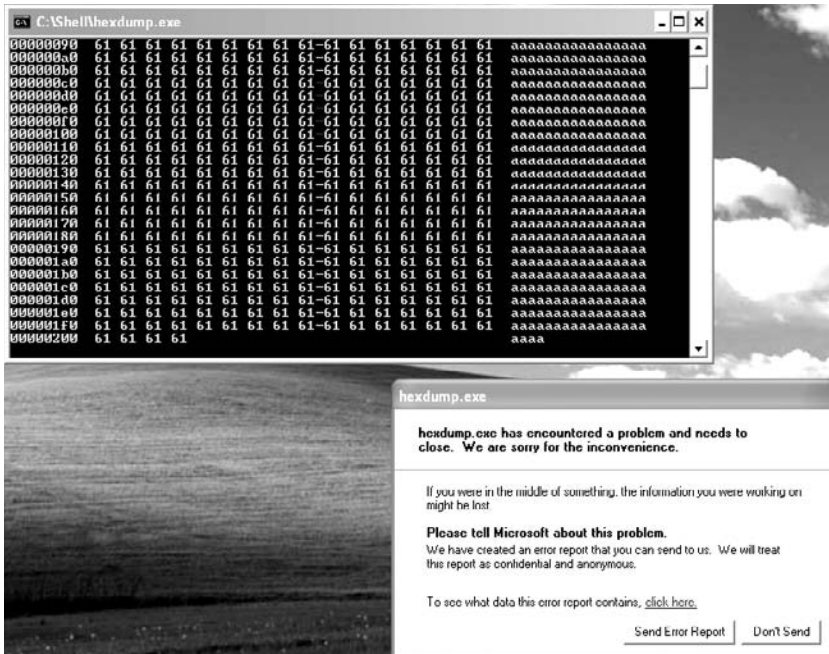 C:\Shell\hexdump.exe
00000090 61 61 61 61 61 61 61 61-61 61 61 61 61 61 61 61 aaaaaaaaaaaaaaaa
000000a0 61 61 61 61 61 61 61 61-61 61 61 61 61 61 61 61 aaaaaaaaaaaaaaaa
000000b0 61 61 61 61 61 61 61 61-61 61 61 61 61 61 61 61 aaaaaaaaaaaaaaaa
000000c0 61 61 61 61 61 61 61 61-61 61 61 61 61 61 61 61 aaaaaaaaaaaaaaaa
000000d0 61 61 61 61 61 61 61 61-61 61 61 61 61 61 61 61 aaaaaaaaaaaaaaaa
000000e0 61 61 61 61 61 61 61 61-61 61 61 61 61 61 61 61 aaaaaaaaaaaaaaaa
000000f0 61 61 61 61 61 61 61 61-61 61 61 61 61 61 61 61 aaaaaaaaaaaaaaaa
00000100 61 61 61 61 61 61 61 61-61 61 61 61 61 61 61 61 aaaaaaaaaaaaaaaa
00000110 61 61 61 61 61 61 61 61-61 61 61 61 61 61 61 61 aaaaaaaaaaaaaaaa
00000120 61 61 61 61 61 61 61 61-61 61 61 61 61 61 61 61 aaaaaaaaaaaaaaaa
00000130 61 61 61 61 61 61 61 61-61 61 61 61 61 61 61 61 aaaaaaaaaaaaaaaa
00000140 61 61 61 61 61 61 61 61-61 61 61 61 61 61 61 61 aaaaaaaaaaaaaaaa
00000150 61 61 61 61 61 61 61 61-61 61 61 61 61 61 61 61 aaaaaaaaaaaaaaaa
00000160 61 61 61 61 61 61 61 61-61 61 61 61 61 61 61 61 aaaaaaaaaaaaaaaa
00000170 61 61 61 61 61 61 61 61-61 61 61 61 61 61 61 61 aaaaaaaaaaaaaaaa
00000180 61 61 61 61 61 61 61 61-61 61 61 61 61 61 61 61 aaaaaaaaaaaaaaaa
00000190 61 61 61 61 61 61 61 61-61 61 61 61 61 61 61 61 aaaaaaaaaaaaaaaa
000001a0 61 61 61 61 61 61 61 61-61 61 61 61 61 61 61 61 aaaaaaaaaaaaaaaa
000001b0 61 61 61 61 61 61 61 61-61 61 61 61 61 61 61 61 aaaaaaaaaaaaaaaa
000001c0 61 61 61 61 61 61 61 61-61 61 61 61 61 61 61 61 aaaaaaaaaaaaaaaa
000001d0 61 61 61 61 61 61 61 61-61 61 61 61 61 61 61 61 aaaaaaaaaaaaaaaa
000001e0 61 61 61 61 61 61 61 61-61 61 61 61 61 61 61 61 aaaaaaaaaaaaaaaa
000001f0 61 61 61 61 61 61 61 61-61 61 61 61 61 61 61 61 aaaaaaaaaaaaaaaa
00000200 61 61 61 61 aaaa
hexdump.exe
hexdump.exe has encountered a problem and needs to
close. We are sorry for the inconvenience.
If you were in the middle of something, the information you were working on
might be lost.
Please tell Microsoft about this problem.
We have created an error report that you can send to us. We will treat
this report as confidential and anonymous.
To see what data this error report contains, click here.
Send Error Report Don't Send